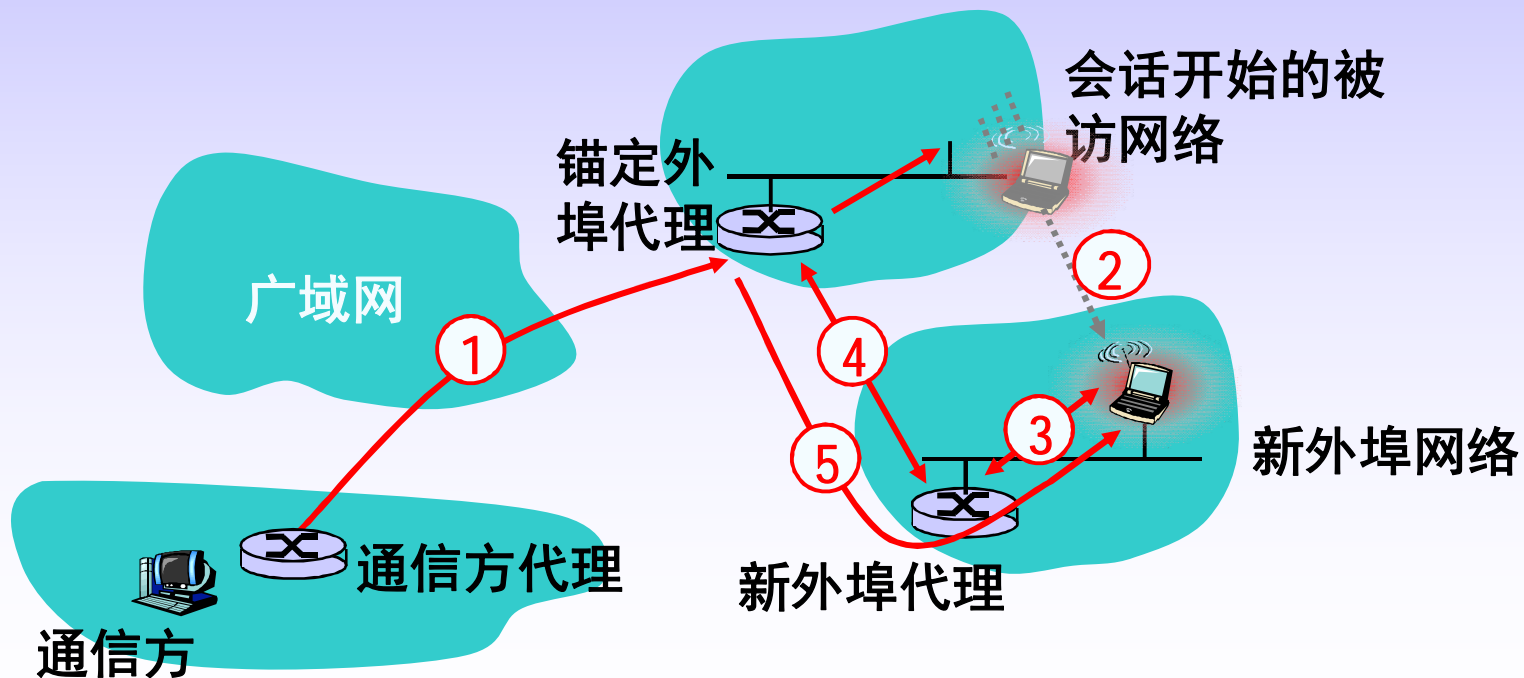 会话开始的被
访网络
锚定外
埠代理
2
广域网
1
4
3
5
新外埠网络
通信方代理
新外埠代理
通信方